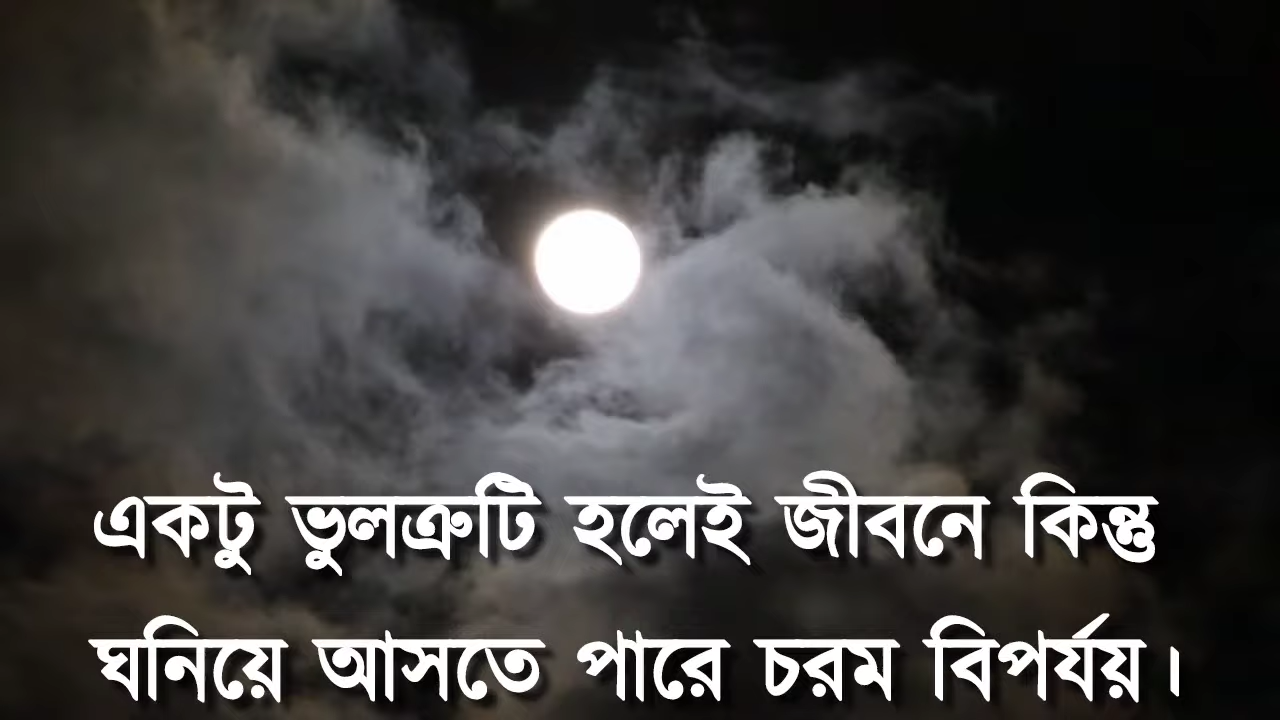 একটু ভুলত্রুটি হলেই জীবনে কিন্তু
ঘনিয়ে আসতে পারে চরম বিপর্যয়।